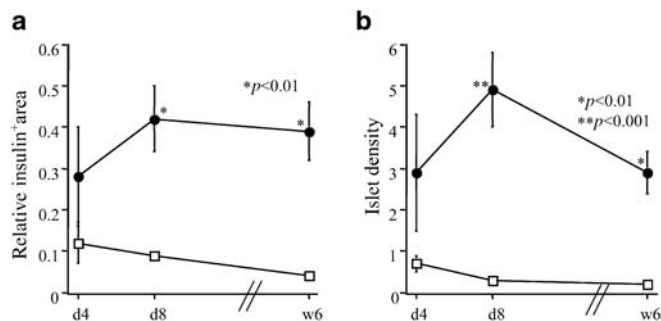 a
Relative insulin⁺area
0.6
0.5
0.4
0.3
0.2
0.1
0
*p<0.01
*
*
d4
d8
w6
b
Islet density
6
5
4
3
2
1
0
*p<0.01
**p<0.001
**
*
d4
d8
w6